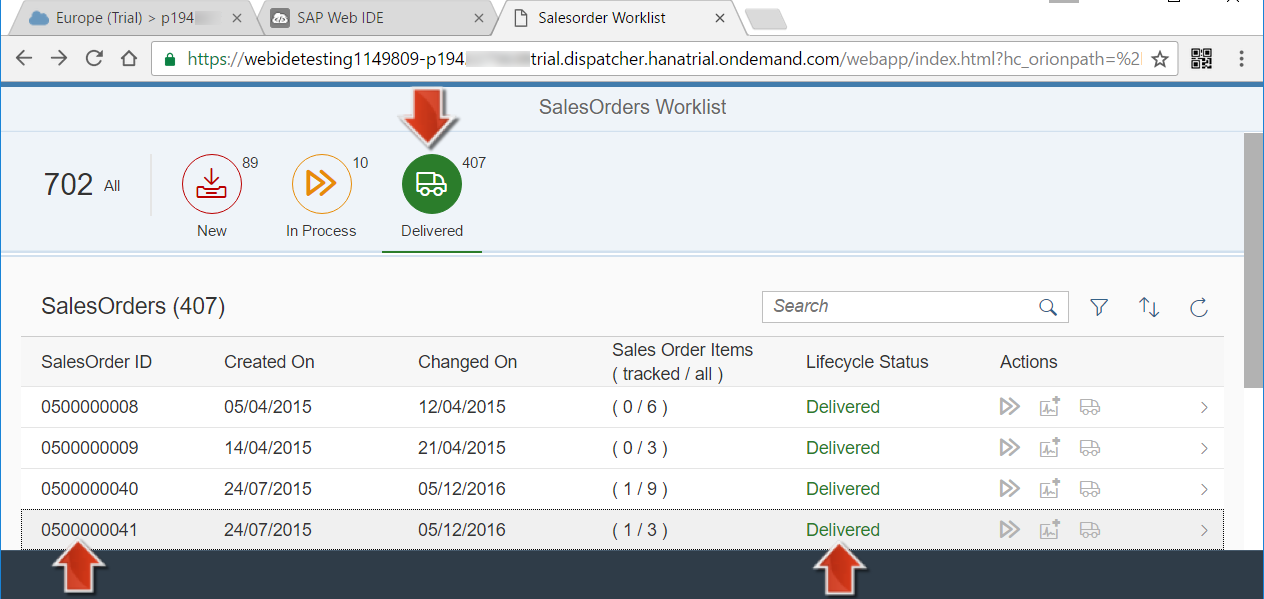 Europe (Trial) > p194
SAP Web IDE
Salesorder Worklist
https://webidetesting1149809-p194 trial.dispatcher.hanatrial.ondemand.com/webapp/index.html?hc_orionpath=%2
SalesOrders Worklist
702 All
89
New
10
In Process
407
Delivered
SalesOrders (407)
Search
SalesOrder ID Created On Changed On Sales Order Items ( tracked / all ) Lifecycle Status Actions
0500000008 05/04/2015 12/04/2015 ( 0 / 6 ) Delivered
0500000009 14/04/2015 21/04/2015 ( 0 / 3 ) Delivered
0500000040 24/07/2015 05/12/2016 ( 1 / 9 ) Delivered
0500000041 24/07/2015 05/12/2016 ( 1 / 3 ) Delivered